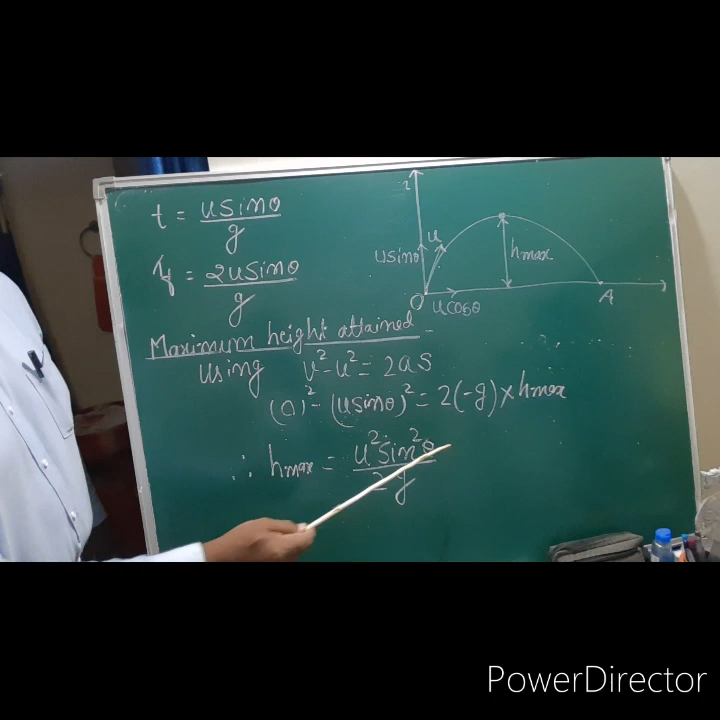 t = usinθ/g
tf = 2usinθ/g
usinθ
u
hmax
O
ucosθ
A
Maximum height attained -
Using v²-u² = 2as
(0)² - (usinθ)² = 2(-g) × hmax
∴ hmax = u²sin²θ/2g
PowerDirector